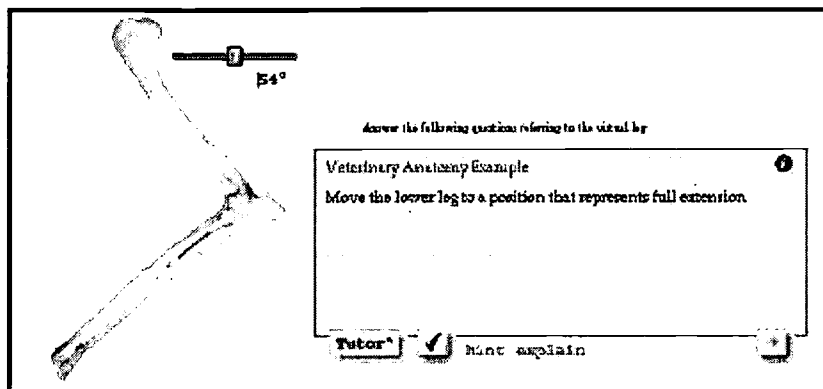 54°
Answer the following questions referring to the virtual leg
Veterinary Anatomy Example
Move the lower leg to a position that represents full extension
Tutor
hint explain